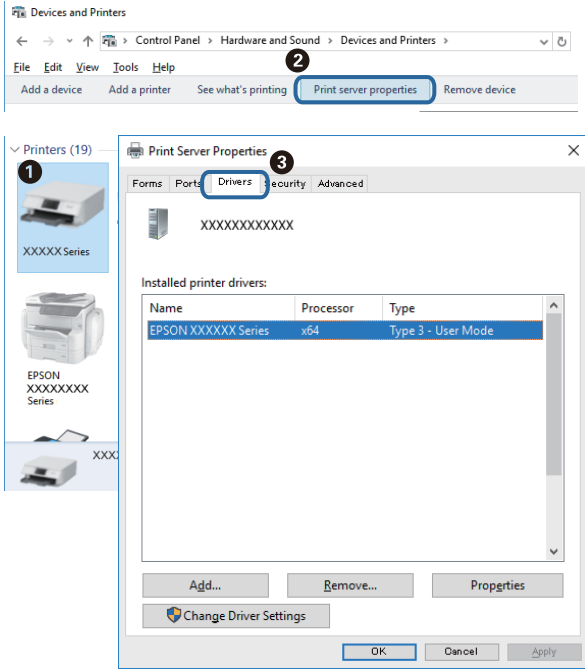 Devices and Printers
Control Panel > Hardware and Sound > Devices and Printers >
2
File Edit View Tools Help
Add a device Add a printer See what's printing Print server properties Remove device
Printers (19)
1
XXXXX Series
EPSON
XXXXXXXX
Series
XXX
Print Server Properties
3
Forms Ports Drivers Security Advanced
XXXXXXXXXXXX
Installed printer drivers:
Name Processor Type
EPSON XXXXXX Series x64 Type 3 - User Mode
Add... Remove... Properties
Change Driver Settings
OK Cancel Apply